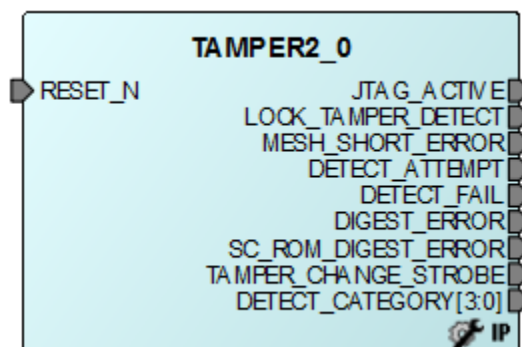 TAMPER2_0
RESET_N
JTAG_ACTIVE
LOCK_TAMPER_DETECT
MESH_SHORT_ERROR
DETECT_ATTEMPT
DETECT_FAIL
DIGEST_ERROR
SC_ROM_DIGEST_ERROR
TAMPER_CHANGE_STROBE
DETECT_CATEGORY[3:0]
IP